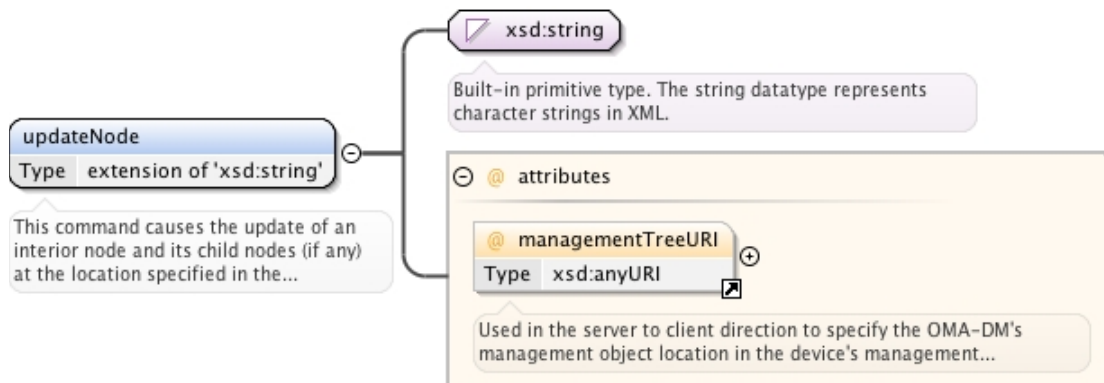 xsd:string
Built-in primitive type. The string datatype represents
character strings in XML.
updateNode
Type extension of 'xsd:string'
This command causes the update of an
interior node and its child nodes (if any)
at the location specified in the...
@ attributes
@ managementTreeURI
Type xsd:anyURI
Used in the server to client direction to specify the OMA-DM's
management object location in the device's management...